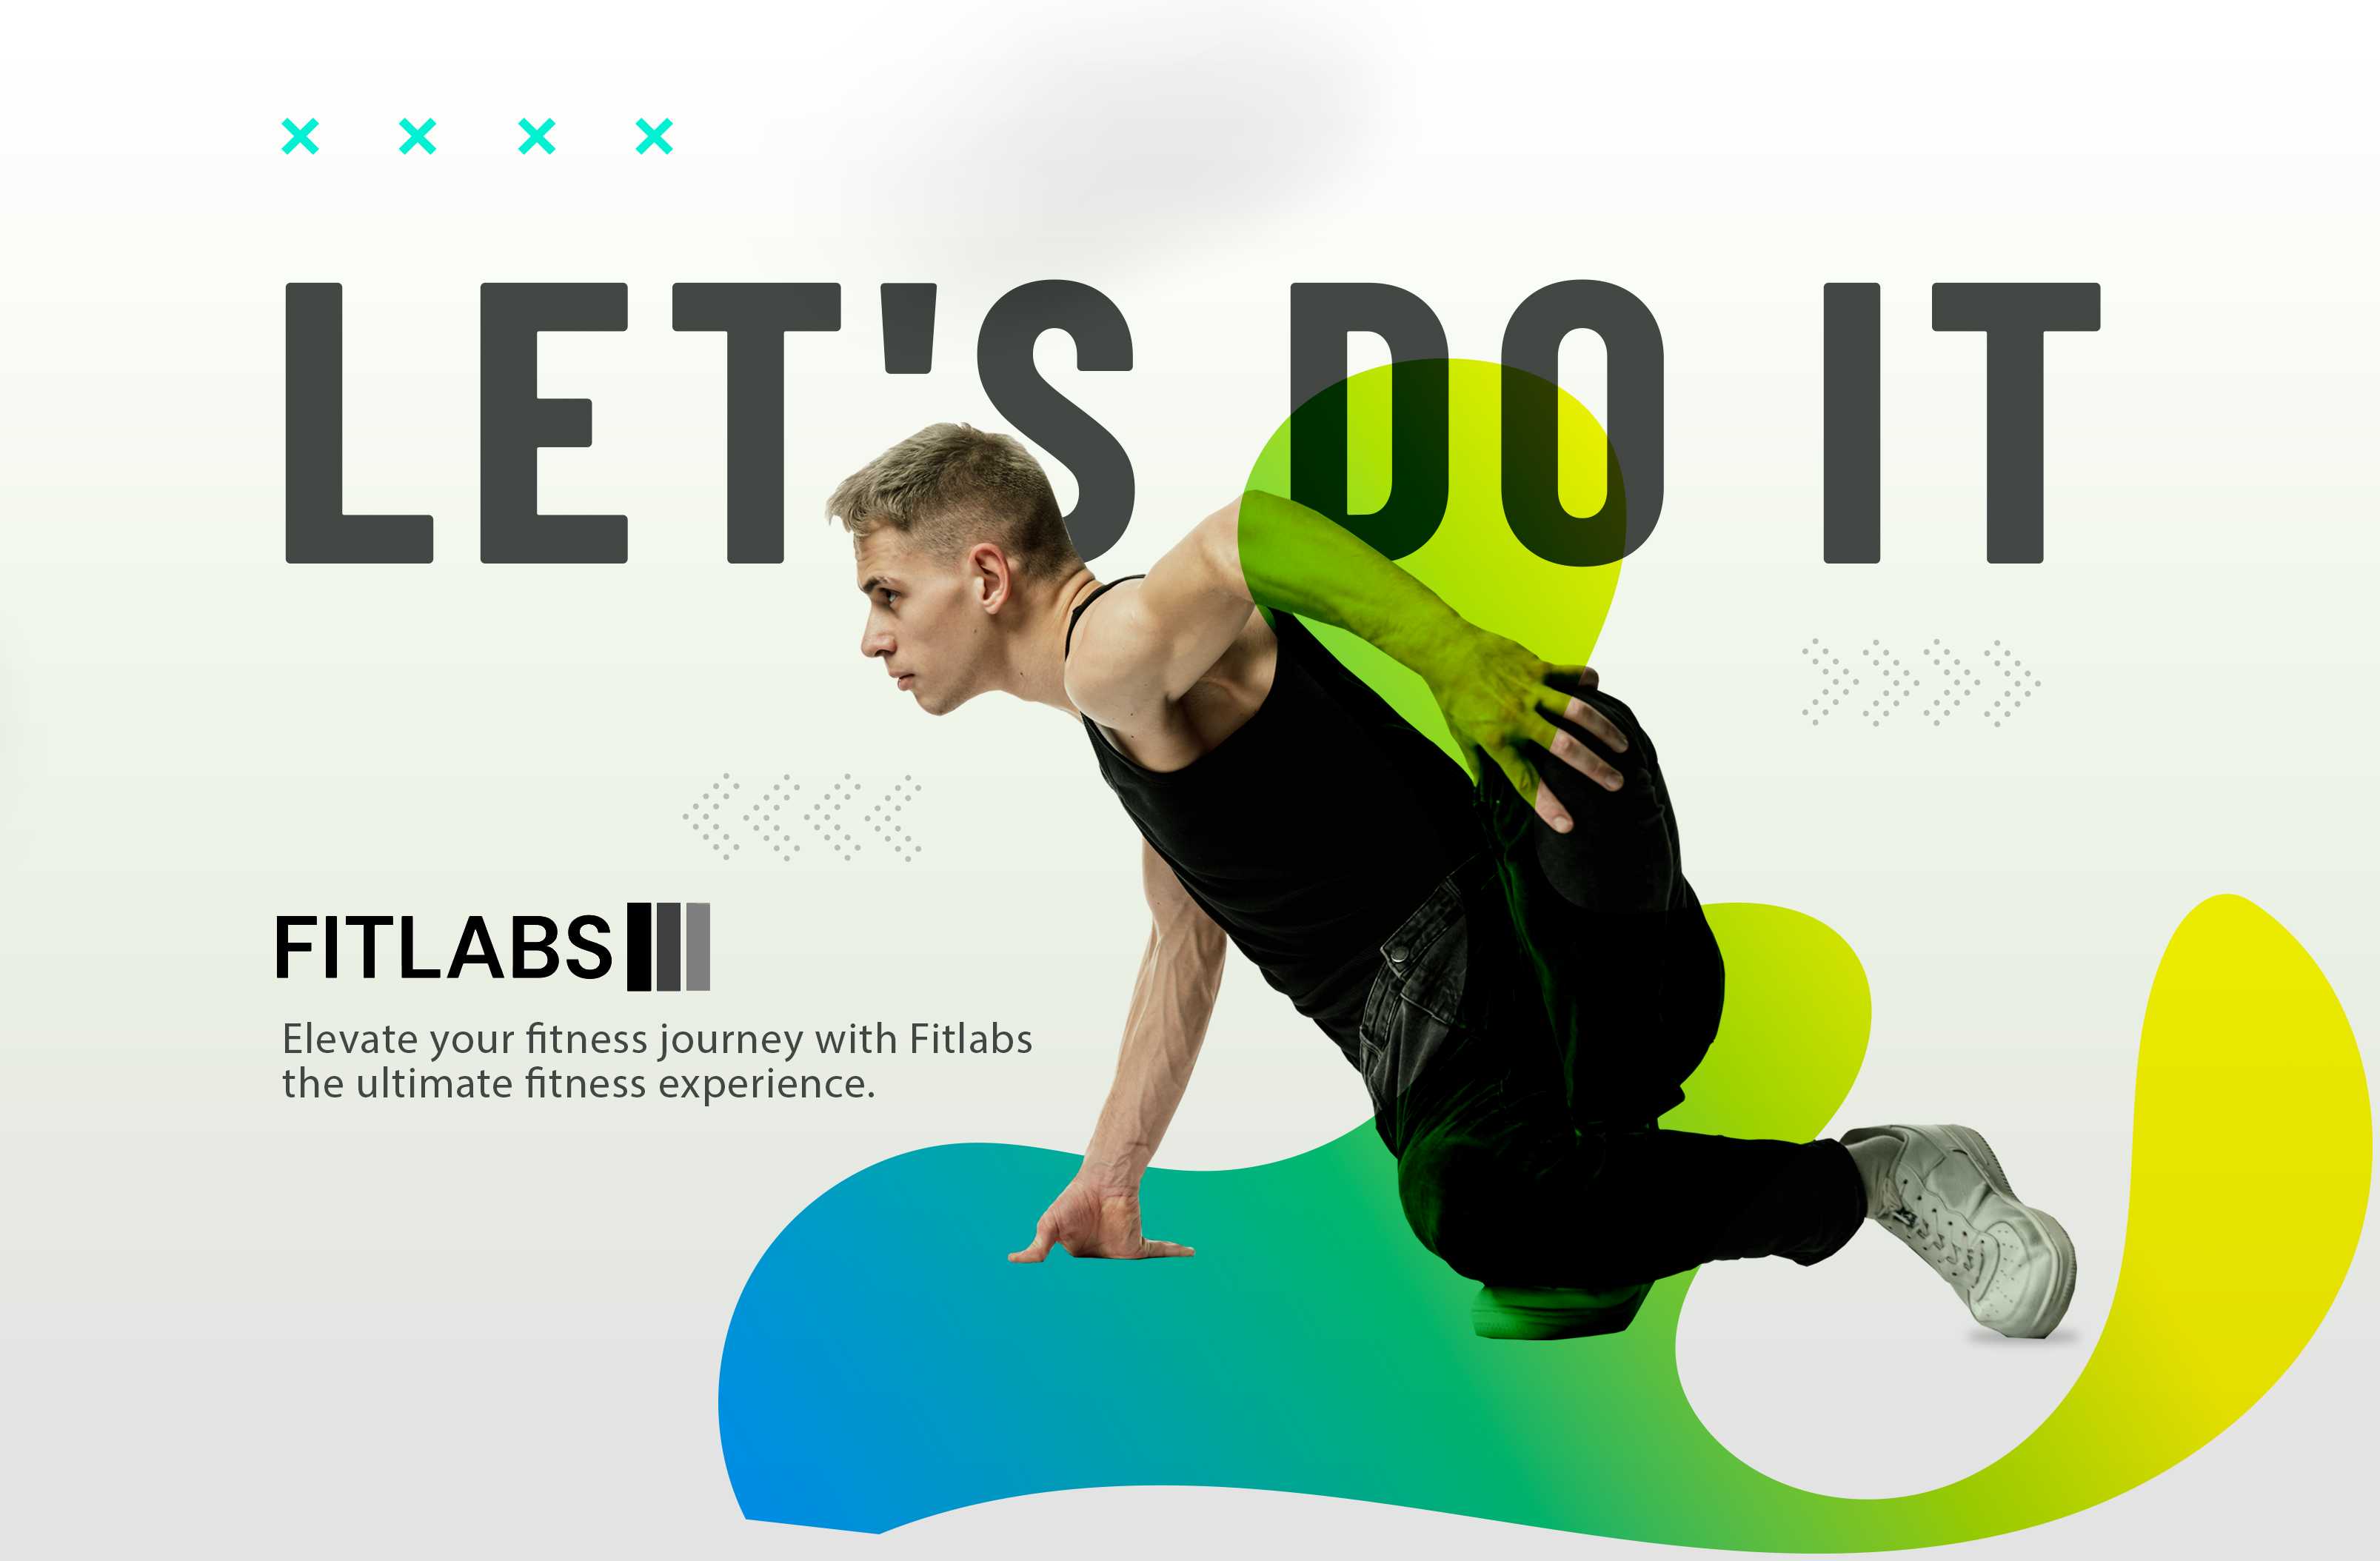 LET'S DO IT
FITLABS
Elevate your fitness journey with Fitlabs
the ultimate fitness experience.